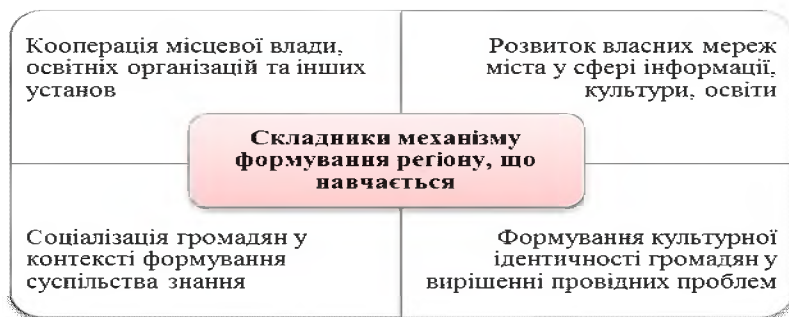 Кооперація місцевої влади,
освітніх організацій та інших
установ
Розвиток власних мереж
міста у сфері інформації,
культури, освіти
Складники механізму
формування регіону, що
навчається
Соціалізація громадян у
контексті формування
суспільства знання
Формування культурної
ідентичності громадян у
вирішенні провідних проблем